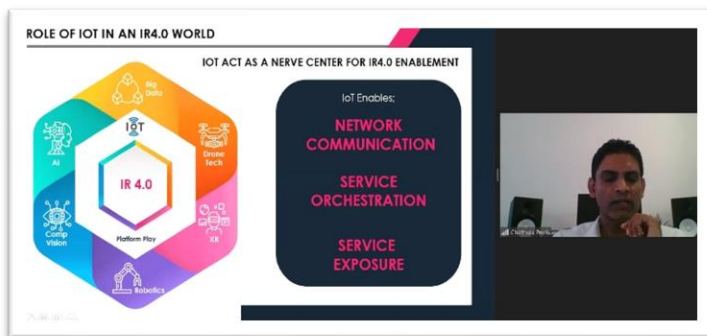 ROLE OF IOT IN AN IR4.0 WORLD
IOT ACT AS A NERVE CENTER FOR IR4.0 ENABLEMENT
Big
Data
IoT
AI
Drone
Tech
IR 4.0
Comp
Vision
XR
Platform Play
Robotics
IoT Enables;
NETWORK
COMMUNICATION
SERVICE
ORCHESTRATION
SERVICE
EXPOSURE